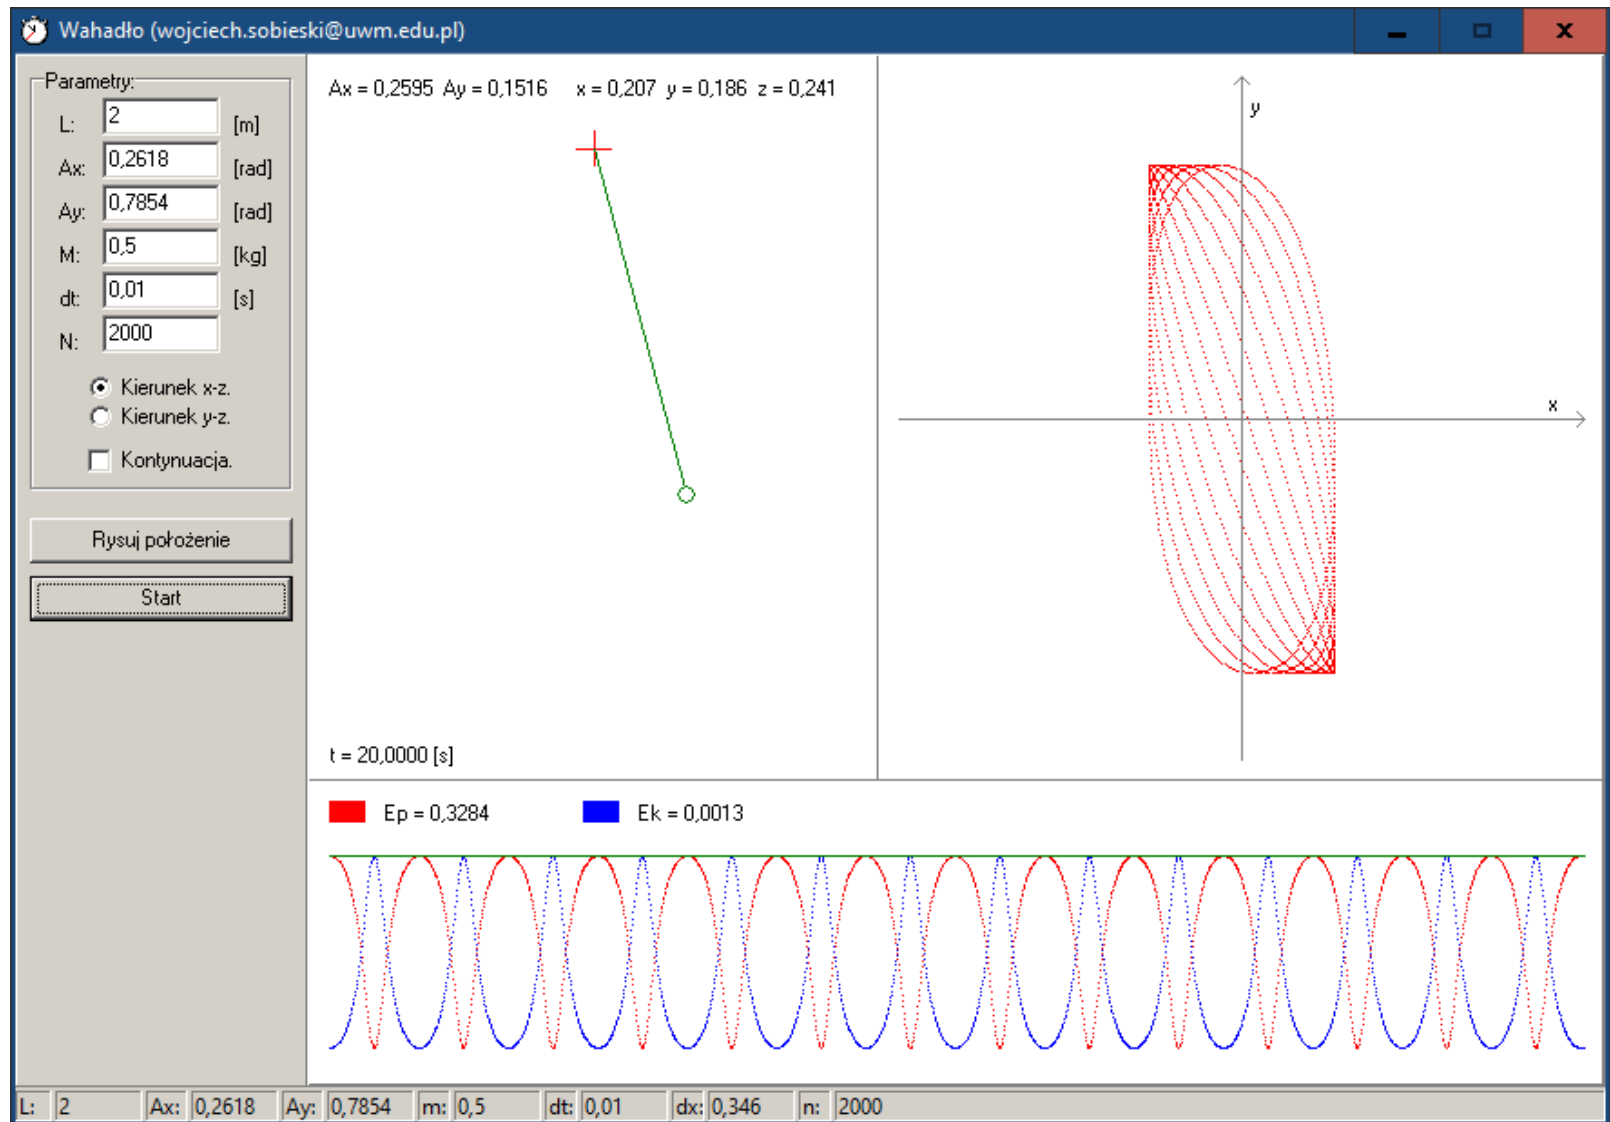 Wahadło (wojciech.sobieski@uwm.edu.pl)
Parametry:
L: 2 [m]
Ax: 0,2618 [rad]
Ay: 0,7854 [rad]
M: 0,5 [kg]
dt: 0,01 [s]
N: 2000
Kierunek x-z.
Kierunek y-z.
Kontynuacja.
Rysuj położenie
Start
Ax = 0,2595 Ay = 0,1516 x = 0,207 y = 0,186 z = 0,241
t = 20,0000 [s]
y
x
Ep = 0,3284 Ek = 0,0013
L: 2 Ax: 0,2618 Ay: 0,7854 m: 0,5 dt: 0,01 dx: 0,346 n: 2000